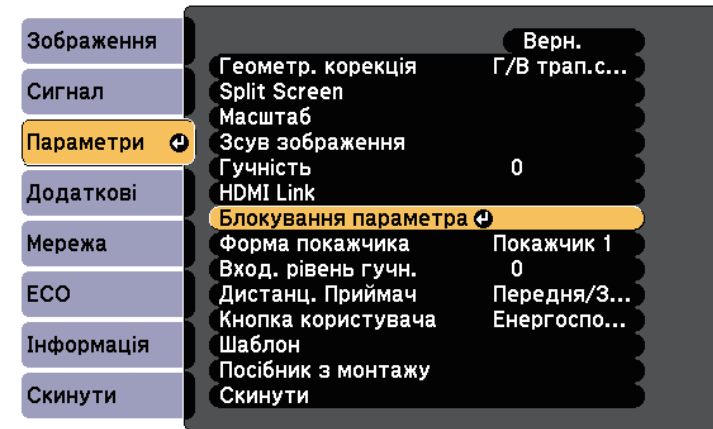 Зображення
Сигнал
Параметри
Додаткові
Мережа
ECO
Інформація
Скинути
Верн.
Геометр. корекція Г/В трап.с...
Split Screen
Масштаб
Зсув зображення
Гучність 0
HDMI Link
Блокування параметра
Форма покажчика Покажчик 1
Вход. рівень гучн. 0
Дистанц. Приймач Передня/З...
Кнопка користувача Енергоспо...
Шаблон
Посібник з монтажу
Скинути